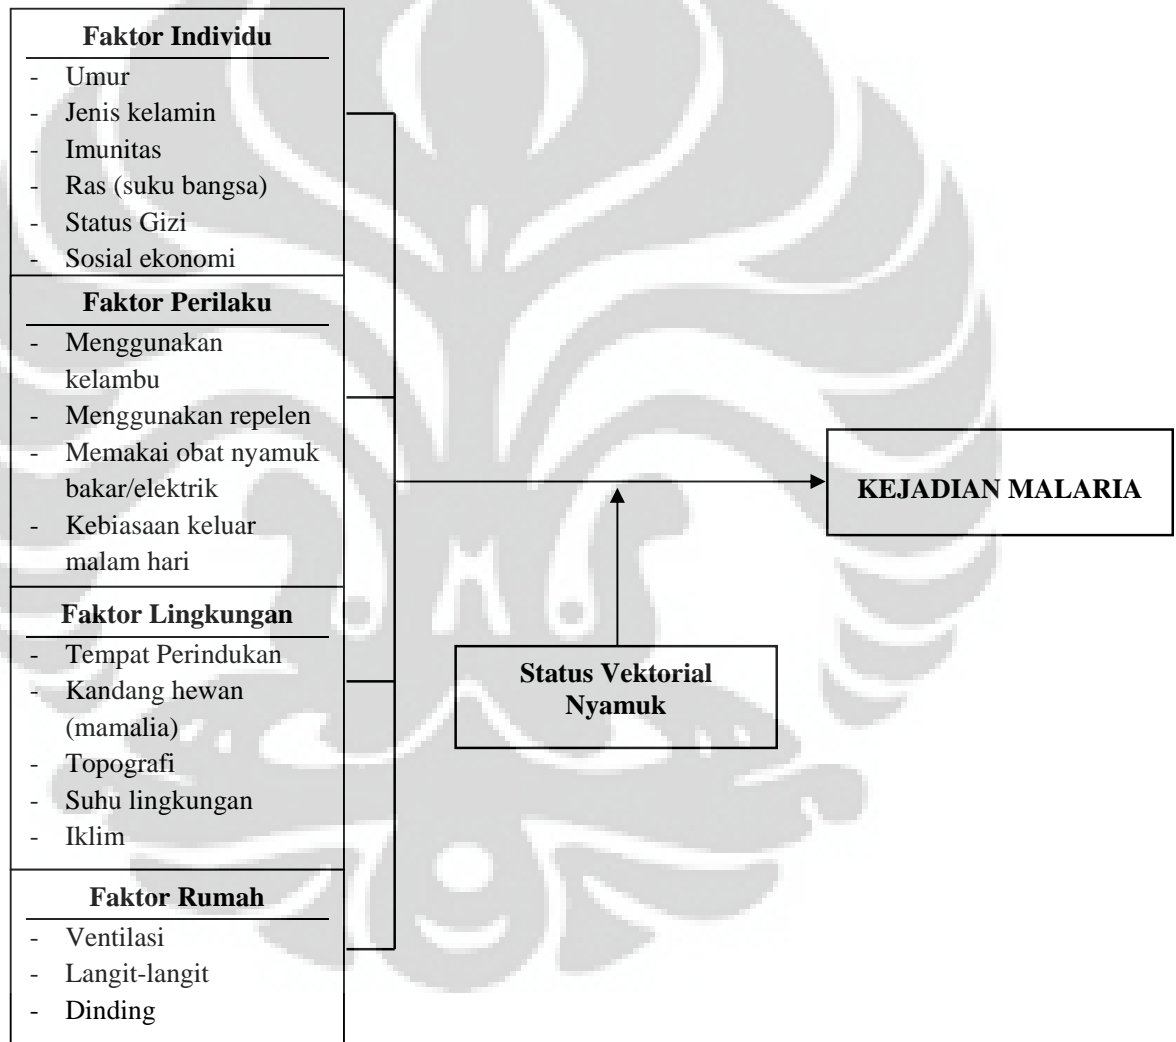 Faktor Individu
- Umur
- Jenis kelamin
- Imunitas
- Ras (suku bangsa)
- Status Gizi
- Sosial ekonomi
Faktor Perilaku
- Menggunakan
kelambu
- Menggunakan repelen
- Memakai obat nyamuk
bakar/elektrik
- Kebiasaan keluar
malam hari
Faktor Lingkungan
- Tempat Perindukan
- Kandang hewan
(mamalia)
- Topografi
- Suhu lingkungan
- Iklim
Faktor Rumah
- Ventilasi
- Langit-langit
- Dinding
Status Vektorial
Nyamuk
KEJADIAN MALARIA